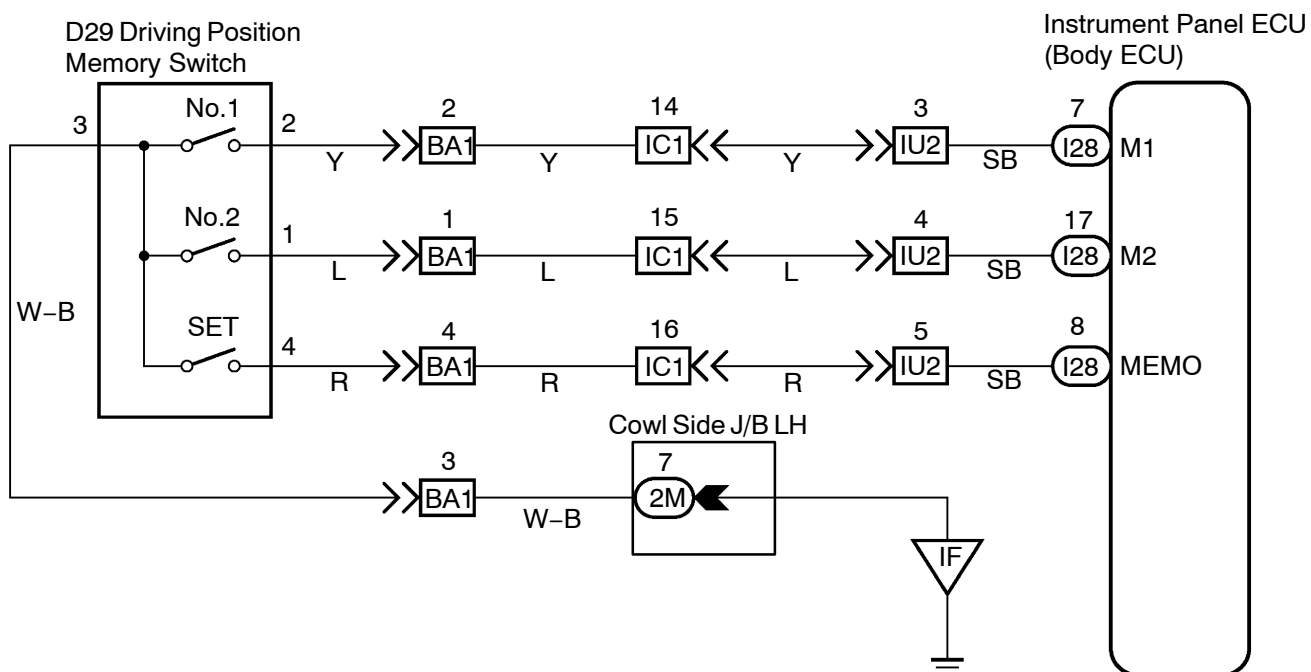 D29 Driving Position
Memory Switch
Instrument Panel ECU
(Body ECU)
3
No.1
2
Y
2
BA1
Y
14
IC1
Y
3
IU2
SB
7
I28
M1
No.2
1
L
1
BA1
L
15
IC1
L
4
IU2
SB
17
I28
M2
W–B
SET
4
R
4
BA1
R
16
IC1
R
5
IU2
SB
8
I28
MEMO
Cowl Side J/B LH
3
BA1
W–B
7
2M
IF